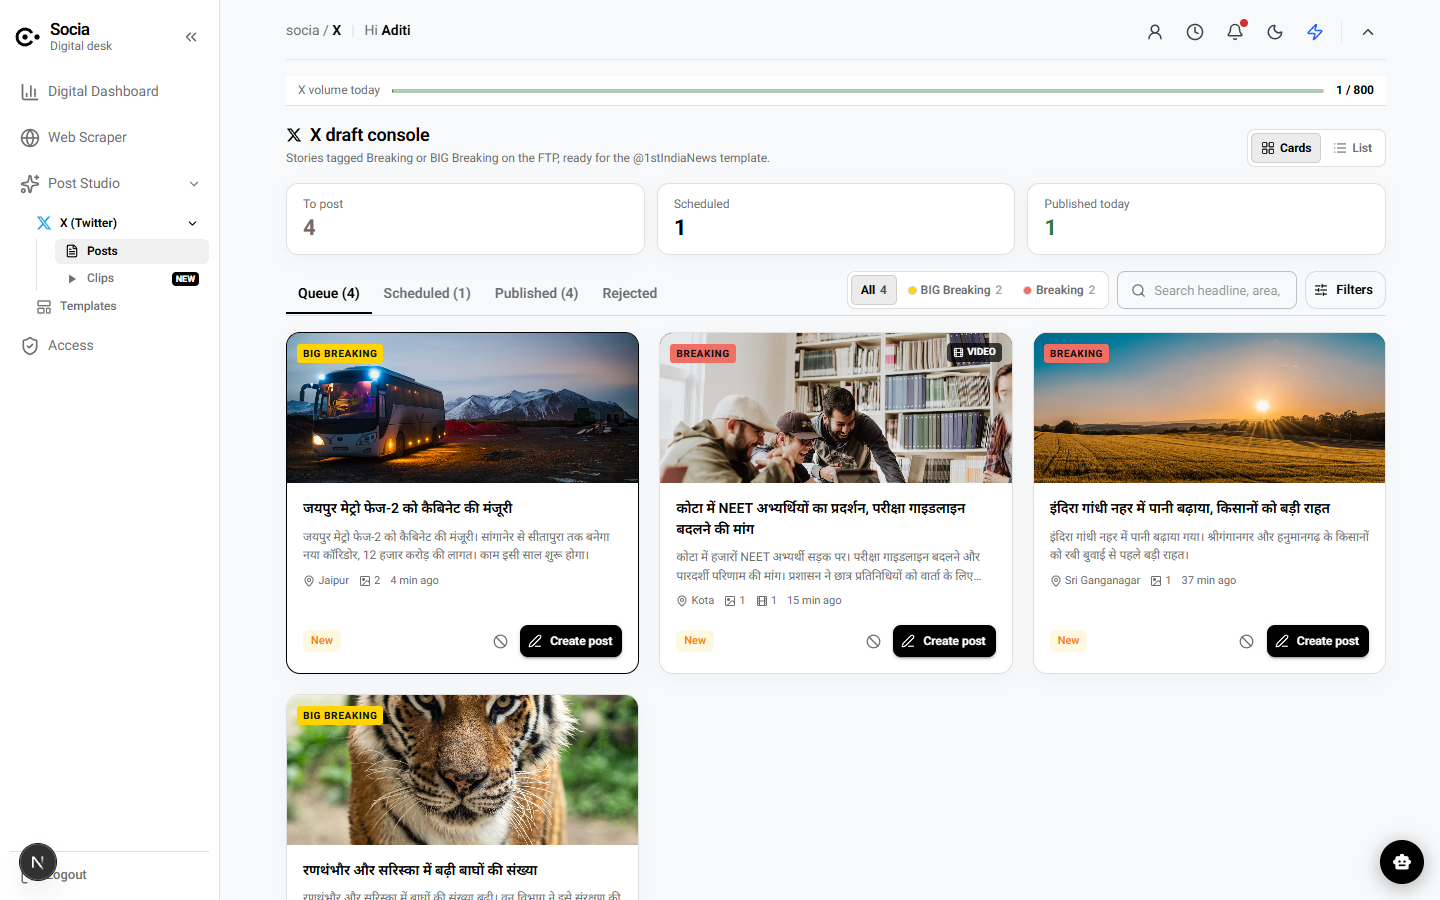 Socia
Digital desk
Digital Dashboard
Web Scraper
Post Studio
X (Twitter)
Posts
Clips NEW
Templates
Access
N
ogout
socia / X | Hi Aditi
X volume today 1 / 800
X draft console
Stories tagged Breaking or BIG Breaking on the FTP, ready for the @1stIndiaNews template.
Cards List
To post
4
Scheduled
1
Published today
1
Queue (4) Scheduled (1) Published (4) Rejected
All 4 BIG Breaking 2 Breaking 2
Search headline, area,
Filters
BIG BREAKING
जयपुर मेट्रो फेज-2 को कैबिनेट की मंजूरी
जयपुर मेट्रो फेज-2 को कैबिनेट की मंजूरी। सांगानेर से सीतापुरा तक बनेगा
नया कॉरिडोर, 12 हजार करोड़ की लागत। काम इसी साल शुरू होगा।
Jaipur 2 4 min ago
New Create post
BREAKING VIDEO
कोटा में NEET अभ्यर्थियों का प्रदर्शन, परीक्षा गाइडलाइन
बदलने की मांग
कोटा में हजारों NEET अभ्यर्थी सड़क पर। परीक्षा गाइडलाइन बदलने और
पारदर्शी परिणाम की मांग। प्रशासन ने छात्र प्रतिनिधियों को वार्ता के लिए…
Kota 1 1 15 min ago
New Create post
BREAKING
इंदिरा गांधी नहर में पानी बढ़ाया, किसानों को बड़ी राहत
इंदिरा गांधी नहर में पानी बढ़ाया गया। श्रीगंगानगर और हनुमानगढ़ के किसानों
को रबी बुवाई से पहले बड़ी राहत।
Sri Ganganagar 1 37 min ago
New Create post
BIG BREAKING
रणथंभौर और सरिस्का में बढ़ी बाघों की संख्या
रणथंभौर और सरिस्का में बाघों की संख्या बढ़ी। वन विभाग ने इसे संरक्षण की